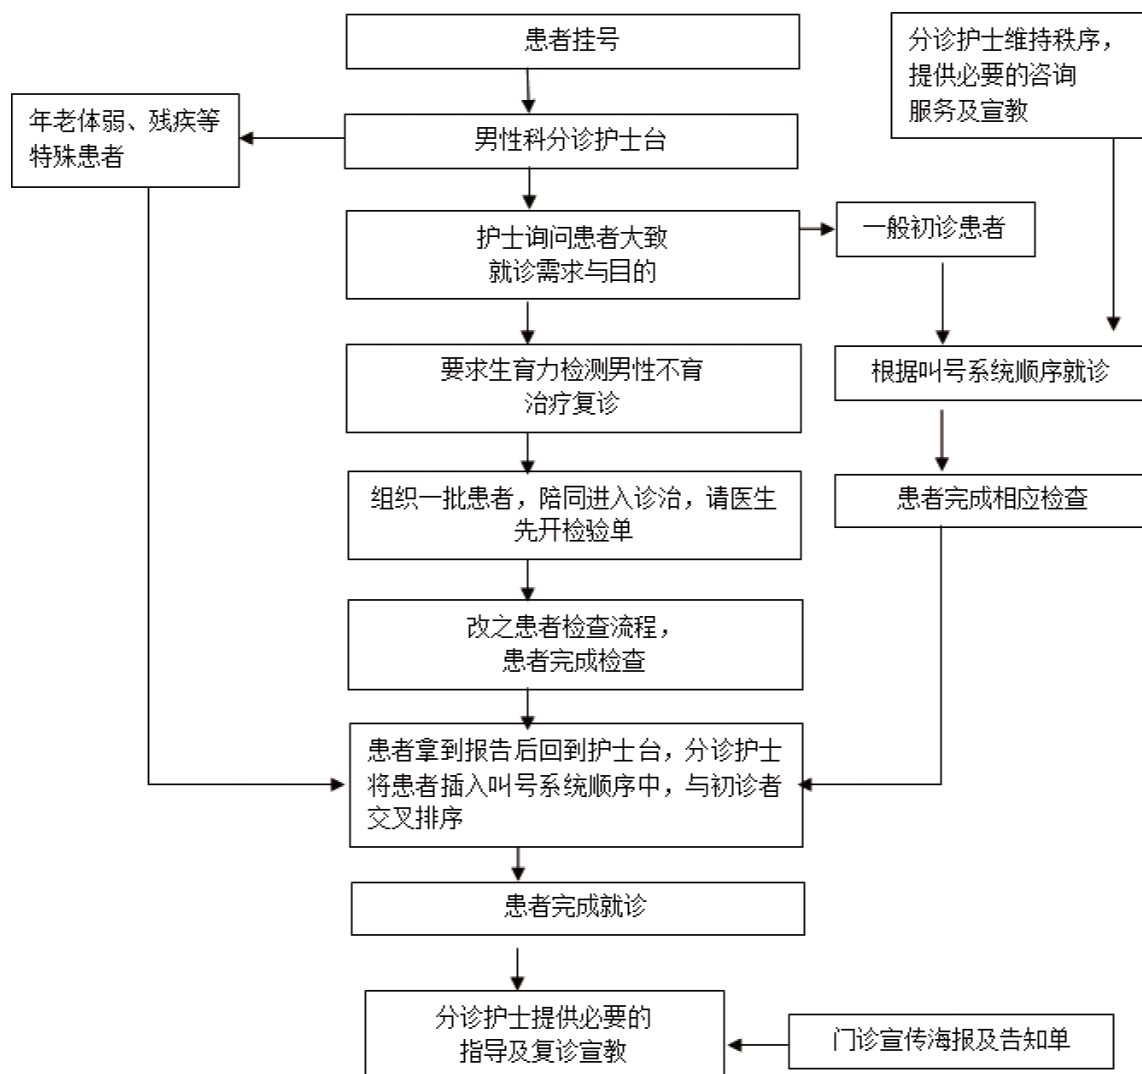 患者挂号
分诊护士维持秩序，
提供必要的咨询
服务及宣教
年老体弱、残疾等
特殊患者
男性科分诊护士台
护士询问患者大致
就诊需求与目的
一般初诊患者
要求生育力检测男性不育
治疗复诊
根据叫号系统顺序就诊
组织一批患者，陪同进入诊治，请医生
先开检验单
患者完成相应检查
改之患者检查流程，
患者完成检查
患者拿到报告后回到护士台，分诊护士
将患者插入叫号系统顺序中，与初诊者
交叉排序
患者完成就诊
分诊护士提供必要的
指导及复诊宣教
门诊宣传海报及告知单